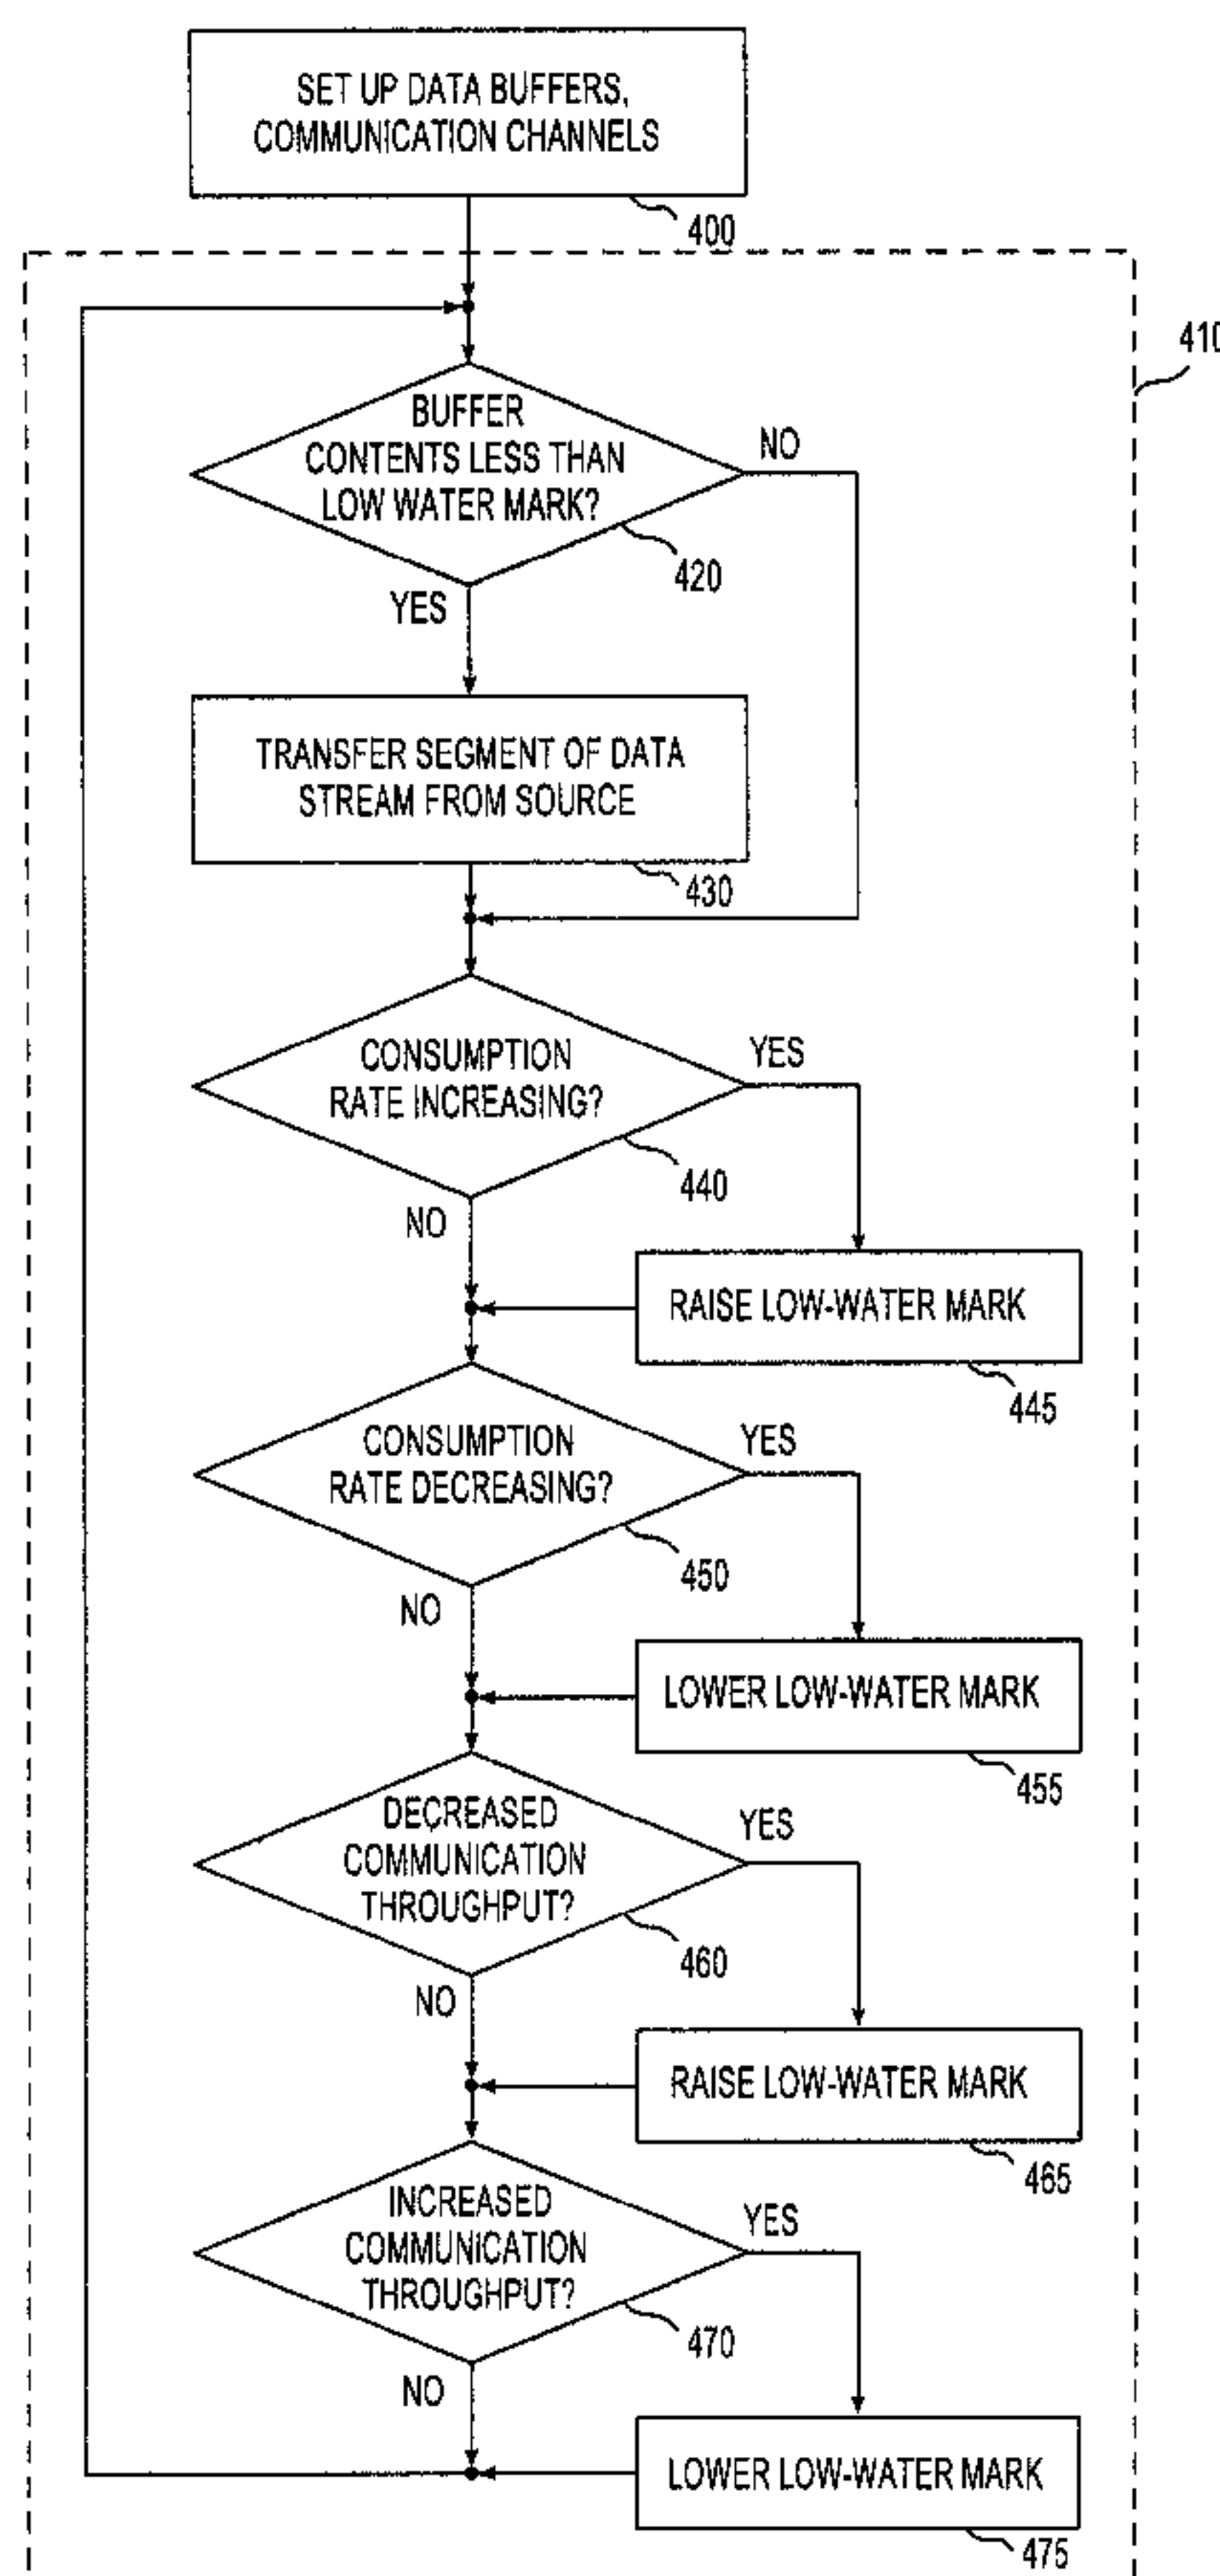 SET UP DATA BUFFERS,
COMMUNICATION CHANNELS
400
410
BUFFER
CONTENTS LESS THAN
LOW WATER MARK?
NO
420
YES
TRANSFER SEGMENT OF DATA
STREAM FROM SOURCE
430
CONSUMPTION
RATE INCREASING?
YES
440
NO
RAISE LOW-WATER MARK
445
CONSUMPTION
RATE DECREASING?
YES
450
NO
LOWER LOW-WATER MARK
455
DECREASED
COMMUNICATION
THROUGHPUT?
YES
460
NO
RAISE LOW-WATER MARK
465
INCREASED
COMMUNICATION
THROUGHPUT?
YES
470
NO
LOWER LOW-WATER MARK
475